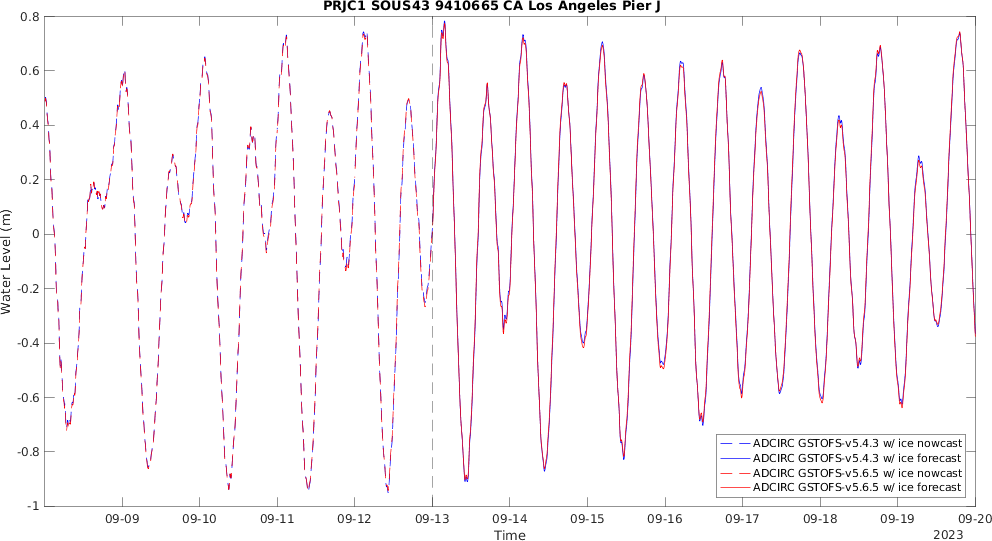 PRJC1 SOUS43 9410665 CA Los Angeles Pier J
0.8
0.6
0.4
0.2
0
-0.2
-0.4
-0.6
-0.8
-1
Water Level (m)
ADCIRC GSTOFS-v5.4.3 w/ ice nowcast
ADCIRC GSTOFS-v5.4.3 w/ ice forecast
ADCIRC GSTOFS-v5.6.5 w/ ice nowcast
ADCIRC GSTOFS-v5.6.5 w/ ice forecast
09-09 09-10 09-11 09-12 09-13 09-14 09-15 09-16 09-17 09-18 09-19 09-20
Time
2023